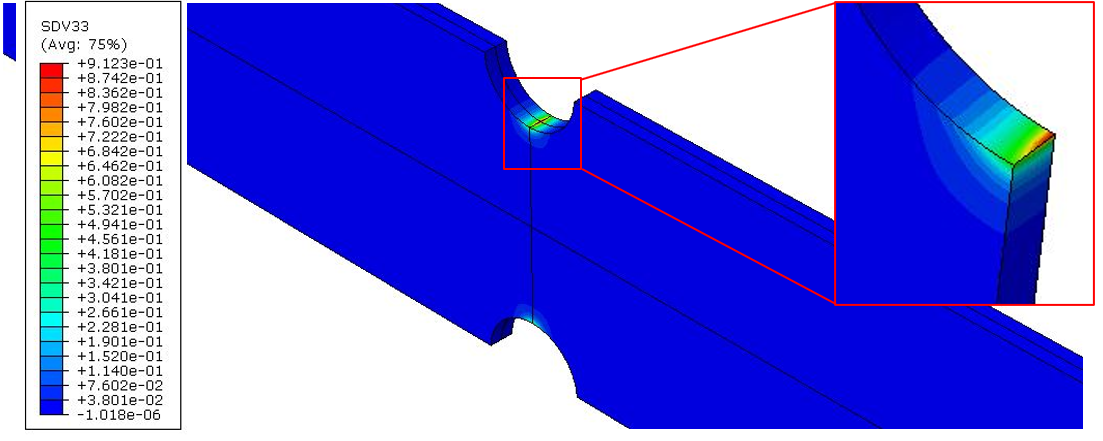 SDV33
(Avg: 75%)
+9.123e-01
+8.742e-01
+8.362e-01
+7.982e-01
+7.602e-01
+7.222e-01
+6.842e-01
+6.462e-01
+6.082e-01
+5.702e-01
+5.321e-01
+4.941e-01
+4.561e-01
+4.181e-01
+3.801e-01
+3.421e-01
+3.041e-01
+2.661e-01
+2.281e-01
+1.901e-01
+1.520e-01
+1.140e-01
+7.602e-02
+3.801e-02
-1.018e-06